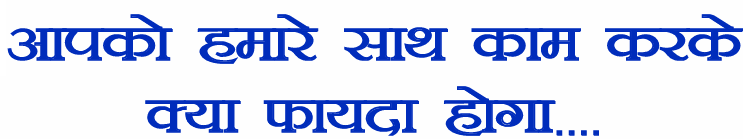 आपको हमारे साथ काम करके
क्या फायदा होगा....